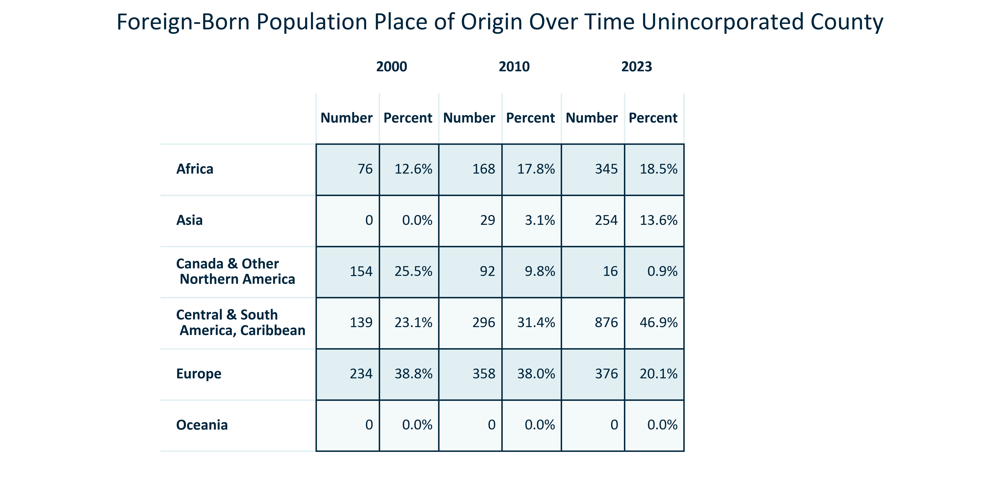 Foreign-Born Population Place of Origin Over Time Unincorporated County
2000 2010 2023
Number Percent Number Percent Number Percent
Africa 76 12.6% 168 17.8% 345 18.5%
Asia 0 0.0% 29 3.1% 254 13.6%
Canada & Other
Northern America 154 25.5% 92 9.8% 16 0.9%
Central & South
America, Caribbean 139 23.1% 296 31.4% 876 46.9%
Europe 234 38.8% 358 38.0% 376 20.1%
Oceania 0 0.0% 0 0.0% 0 0.0%